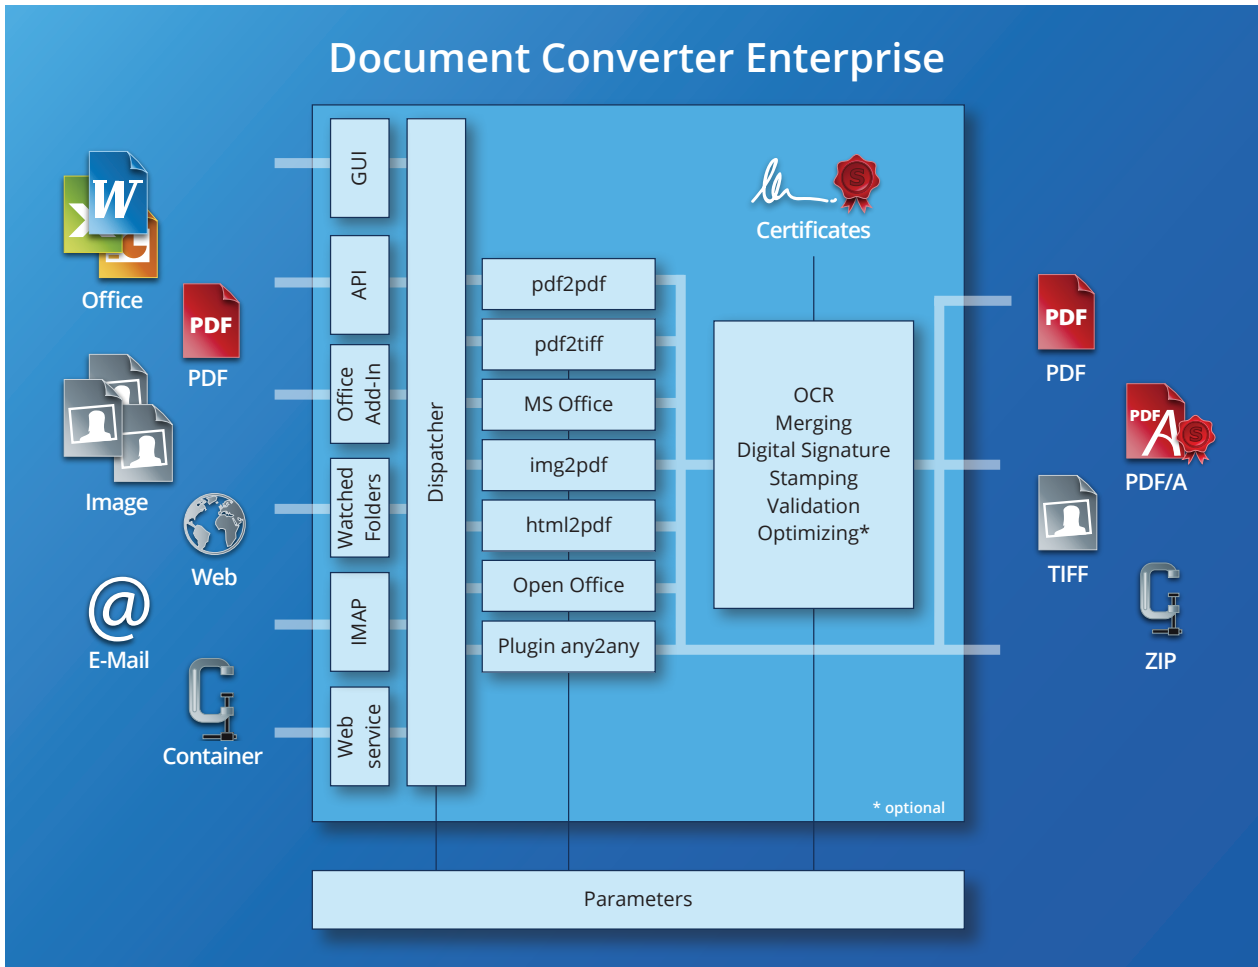 Document Converter Enterprise
W
X
Office
PDF
PDF
Image
Web
@
E-Mail
Container
GUI
API
Office
Add-In
Watched
Folders
IMAP
Web
service
Dispatcher
pdf2pdf
pdf2tiff
MS Office
img2pdf
html2pdf
Open Office
Plugin any2any
S
Certificates
OCR
Merging
Digital Signature
Stamping
Validation
Optimizing*
* optional
Parameters
PDF
PDF
PDF
A
S
PDF/A
TIFF
ZIP